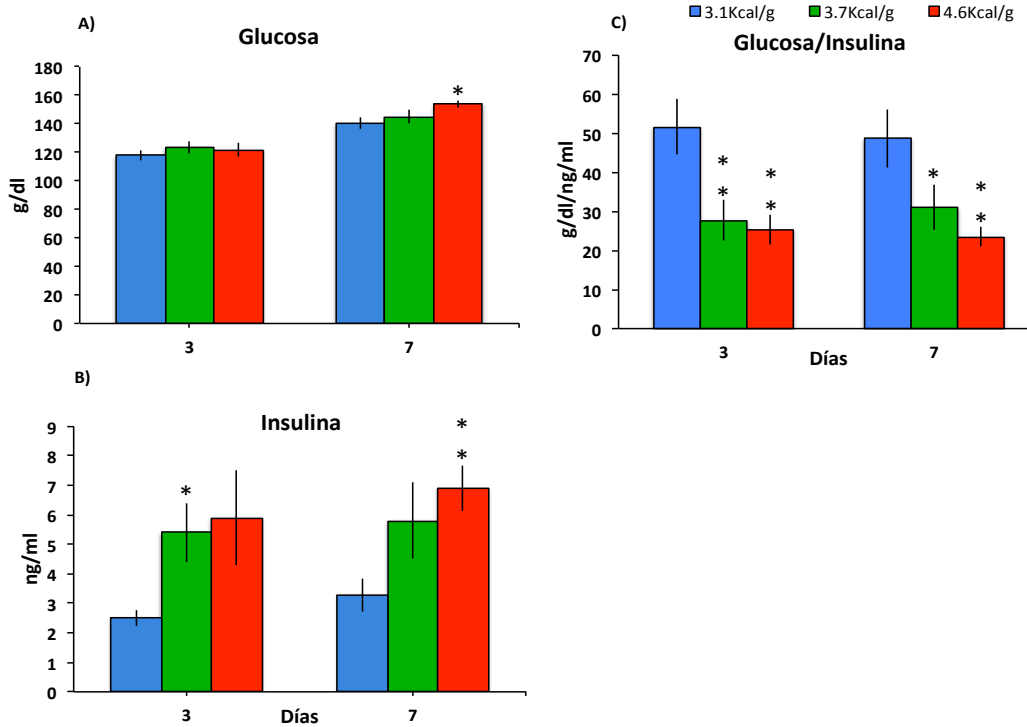 A)
Glucosa
180
160
140
120
100
80
60
40
20
0
g/dl
*
3 7
B)
Insulina
9
8
7
6
5
4
3
2
1
0
ng/ml
*
*
*
3 Días 7
3.1Kcal/g 3.7Kcal/g 4.6Kcal/g
C)
Glucosa/Insulina
70
60
50
40
30
20
10
0
g/dl/ng/ml
* *
* * * *
*
3 Días 7